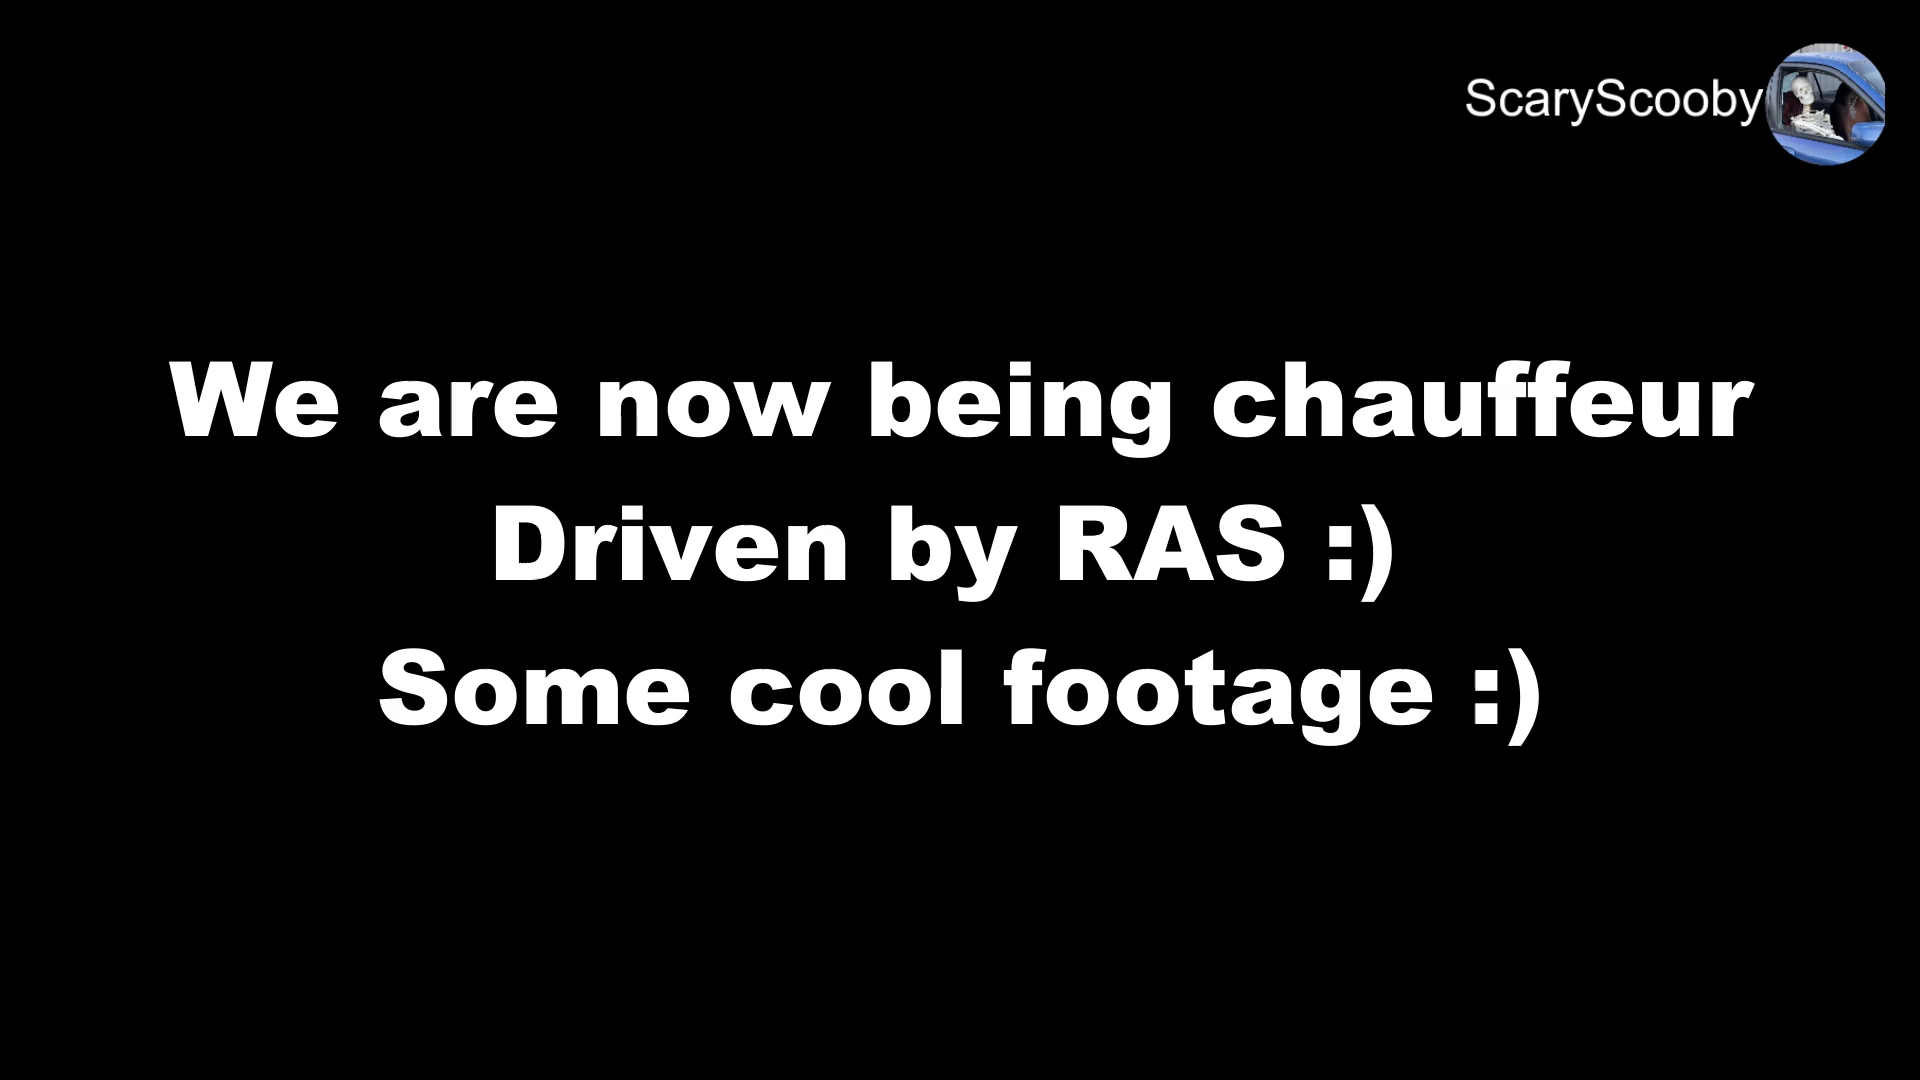 ScaryScooby
We are now being chauffeur
Driven by RAS :)
Some cool footage :)